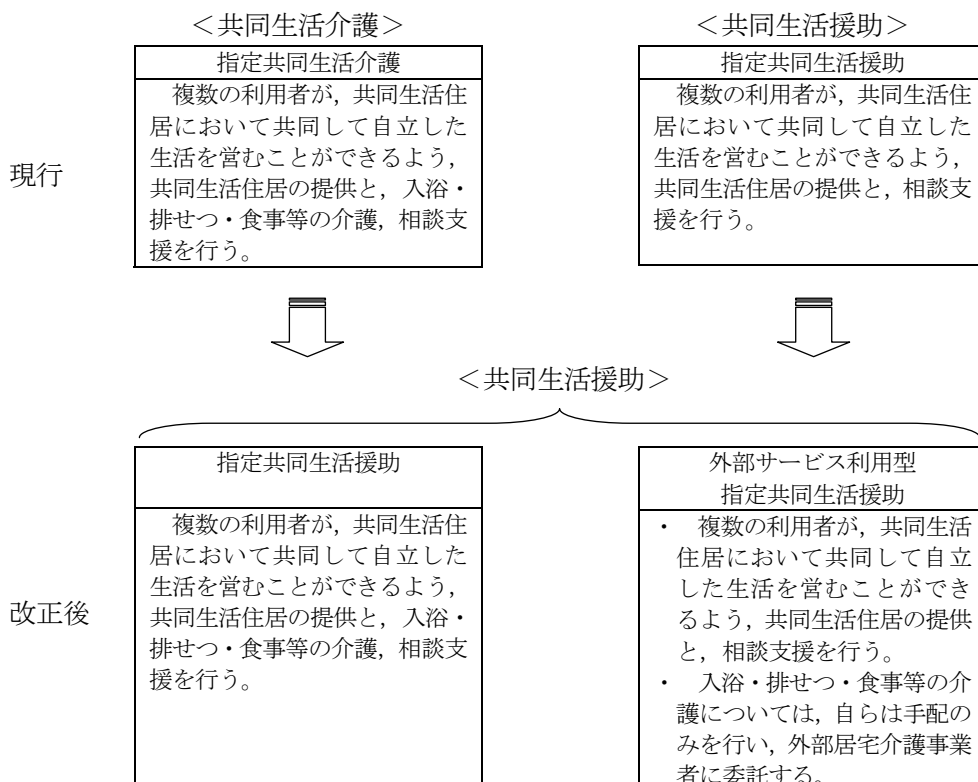 ＜共同生活介護＞
指定共同生活介護
複数の利用者が，共同生活住
居において共同して自立した
生活を営むことができるよう，
共同生活住居の提供と，入浴・
排せつ・食事等の介護，相談支
援を行う。
＜共同生活援助＞
指定共同生活援助
複数の利用者が，共同生活住
居において共同して自立した
生活を営むことができるよう，
共同生活住居の提供と，相談支
援を行う。
現行
＜共同生活援助＞
改正後
指定共同生活援助
複数の利用者が，共同生活住
居において共同して自立した
生活を営むことができるよう，
共同生活住居の提供と，入浴・
排せつ・食事等の介護，相談支
援を行う。
外部サービス利用型
指定共同生活援助
・ 複数の利用者が，共同生活
住居において共同して自立
した生活を営むことができ
るよう，共同生活住居の提供
と，相談支援を行う。
・ 入浴・排せつ・食事等の介
護については，自らは手配の
みを行い，外部居宅介護事業
者に委託する。